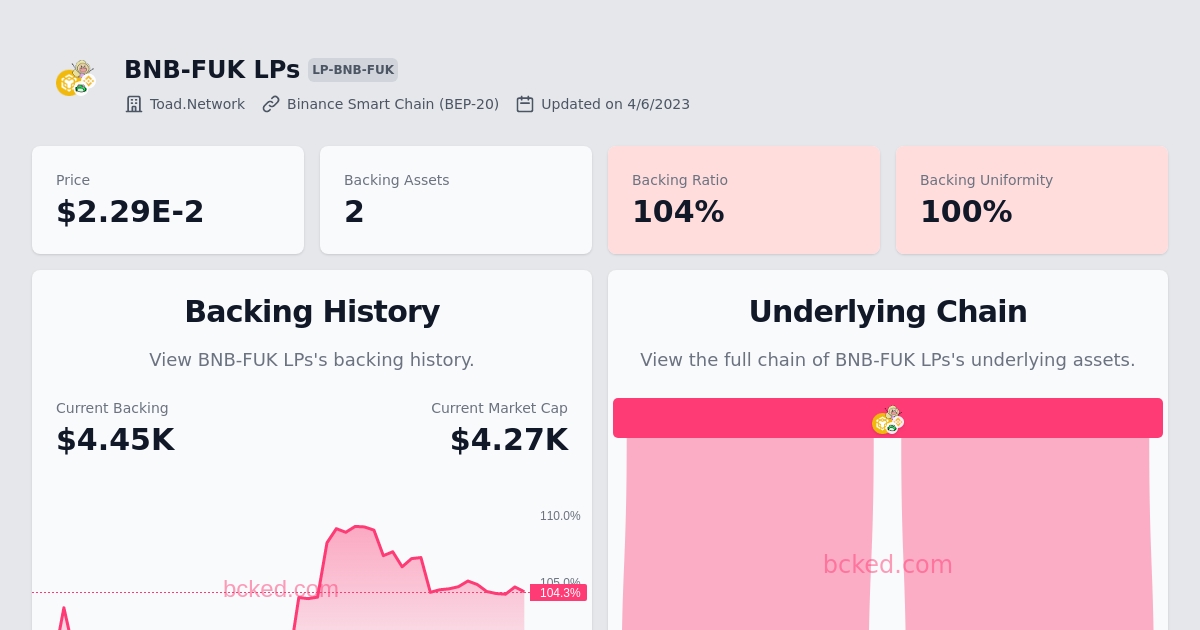 BNB-FUK LPs LP-BNB-FUK
Toad.Network Binance Smart Chain (BEP-20) Updated on 4/6/2023
Price
$2.29E-2
Backing Assets
2
Backing Ratio
104%
Backing Uniformity
100%
Backing History
View BNB-FUK LPs's backing history.
Current Backing
$4.45K
Current Market Cap
$4.27K
110.0%
105.0%
104.3%
bcked.com
Underlying Chain
View the full chain of BNB-FUK LPs's underlying assets.
bcked.com